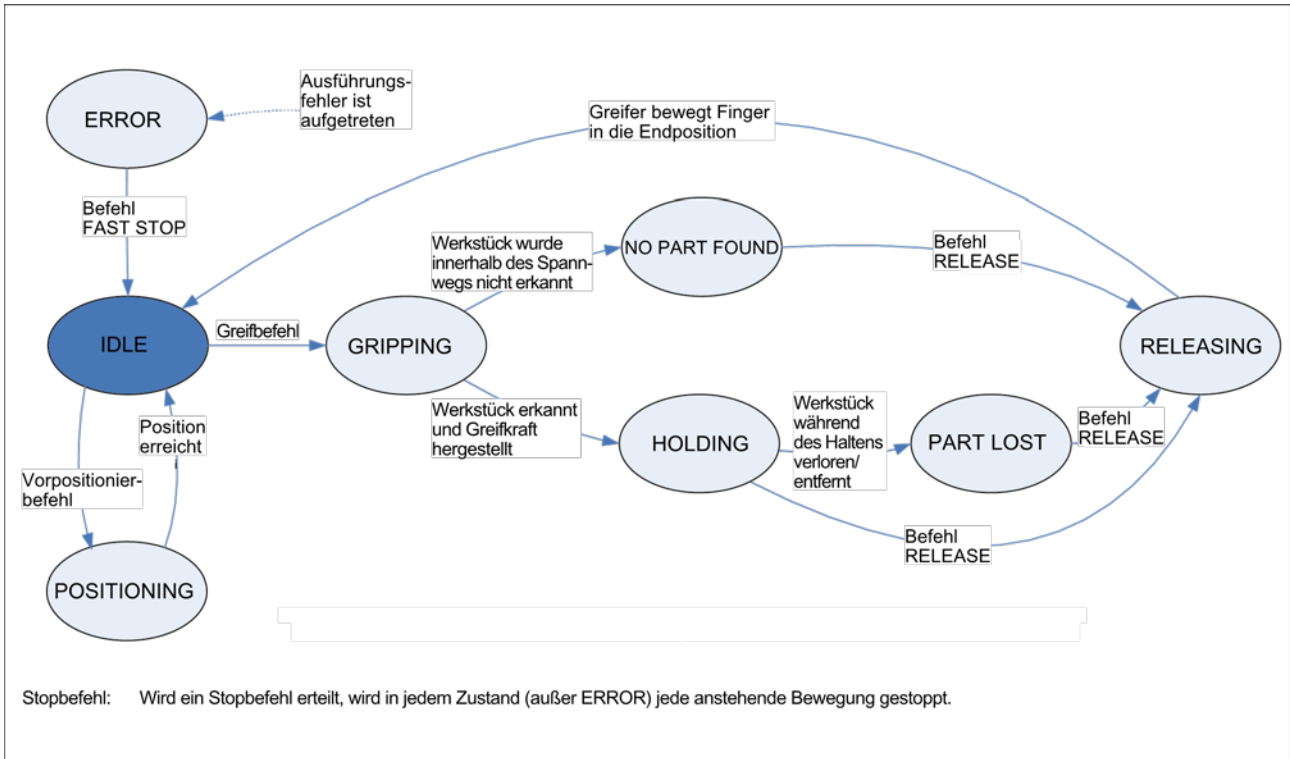 Ausführungs-
fehler ist
aufgetreten
ERROR
Greifer bewegt Finger
in die Endposition
Befehl
FAST STOP
Werkstück wurde
innerhalb des Spann-
wegs nicht erkannt
NO PART FOUND
Befehl
RELEASE
IDLE
Greifbefehl
GRIPPING
RELEASING
Position
erreicht
Werkstück erkannt
und Greifkraft
hergestellt
HOLDING
Werkstück
während
des Haltens
verloren/
entfernt
PART LOST
Befehl
RELEASE
Vorpositionier-
befehl
Befehl
RELEASE
POSITIONING
Stopbefehl: Wird ein Stopbefehl erteilt, wird in jedem Zustand (außer ERROR) jede anstehende Bewegung gestoppt.